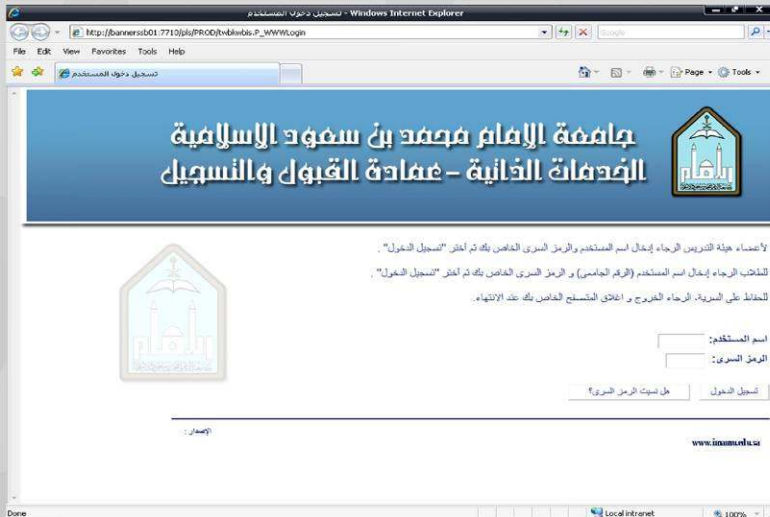 تسجيل دخول المستخدم - Windows Internet Explorer
http://bannerssb01:7710/pls/PROD/twbkwbis.P_WWWLogin
Google
File Edit View Favorites Tools Help
تسجيل دخول المستخدم
Page Tools
جامعة الإمام محمد بن سعود الإسلامية
الخدمات الذاتية - عمادة القبول والتسجيل
لأعضاء هيئة التدريس الرجاء إدخال اسم المستخدم والرمز السرى الخاص بك ثم أختر "تسجيل الدخول" .
للطلاب الرجاء إدخال اسم المستخدم (الرقم الجامعى) و الرمز السرى الخاص بك ثم أختر "تسجيل الدخول" .
للحفاظ على السرية، الرجاء الخروج و اغلاق المتصفح الخاص بك عند الانتهاء.
اسم المستخدم:
الرمز السرى:
تسجيل الدخول هل نسيت الرمز السرى؟
الإصدار :
www.imamu.edu.sa
Done Local intranet 100%